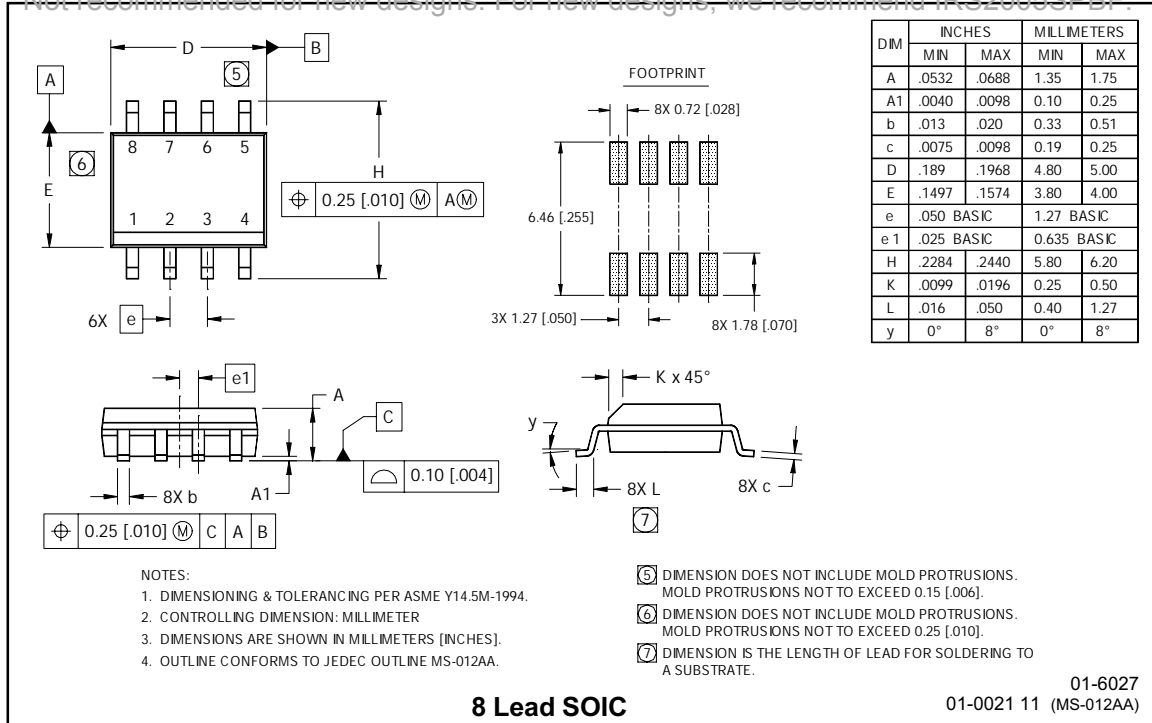 Not recommended for new designs. For new designs, we recommend IRS2003SPBF.
D
B
5
A
8 7 6 5
6
E
H
0.25 [.010] Ⓜ AⓂ
1 2 3 4
6X e
FOOTPRINT
8X 0.72 [.028]
6.46 [.255]
3X 1.27 [.050]
8X 1.78 [.070]
DIM INCHES MILLIMETERS
MIN MAX MIN MAX
A .0532 .0688 1.35 1.75
A1 .0040 .0098 0.10 0.25
b .013 .020 0.33 0.51
c .0075 .0098 0.19 0.25
D .189 .1968 4.80 5.00
E .1497 .1574 3.80 4.00
e .050 BASIC 1.27 BASIC
e 1 .025 BASIC 0.635 BASIC
H .2284 .2440 5.80 6.20
K .0099 .0196 0.25 0.50
L .016 .050 0.40 1.27
y 0° 8° 0° 8°
e1
A
C
0.10 [.004]
8X b
A1
0.25 [.010] Ⓜ C A B
K x 45°
y
8X L
7
8X c
NOTES:
1. DIMENSIONING & TOLERANCING PER ASME Y14.5M-1994.
2. CONTROLLING DIMENSION: MILLIMETER
3. DIMENSIONS ARE SHOWN IN MILLIMETERS [INCHES].
4. OUTLINE CONFORMS TO JEDEC OUTLINE MS-012AA.
5 DIMENSION DOES NOT INCLUDE MOLD PROTRUSIONS.
MOLD PROTRUSIONS NOT TO EXCEED 0.15 [.006].
6 DIMENSION DOES NOT INCLUDE MOLD PROTRUSIONS.
MOLD PROTRUSIONS NOT TO EXCEED 0.25 [.010].
7 DIMENSION IS THE LENGTH OF LEAD FOR SOLDERING TO
A SUBSTRATE.
8 Lead SOIC
01-6027
01-0021 11 (MS-012AA)